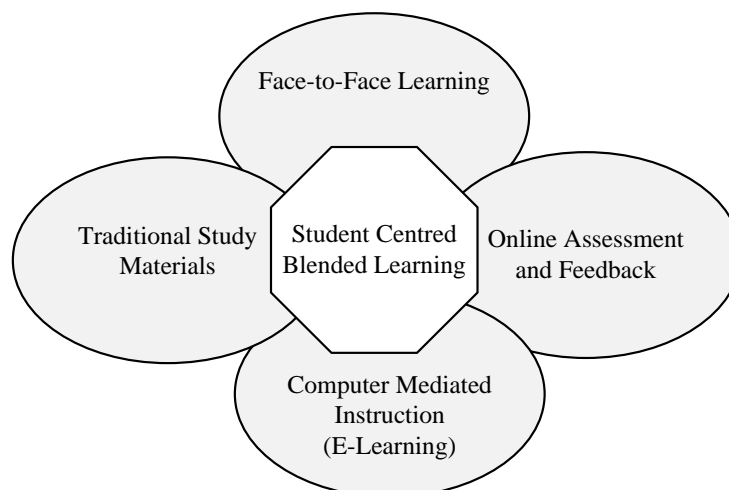 Face-to-Face Learning
Traditional Study
Materials
Student Centred
Blended Learning
Online Assessment
and Feedback
Computer Mediated
Instruction
(E-Learning)